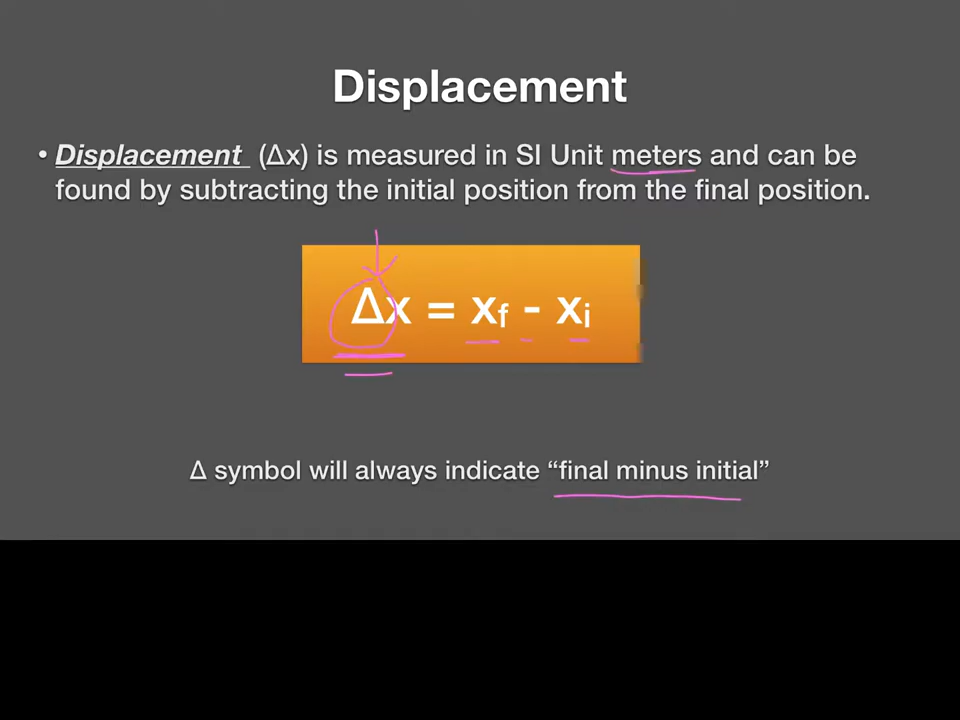 Displacement
• Displacement (Δx) is measured in SI Unit meters and can be
found by subtracting the initial position from the final position.
Δx = xf - xi
Δ symbol will always indicate “final minus initial”